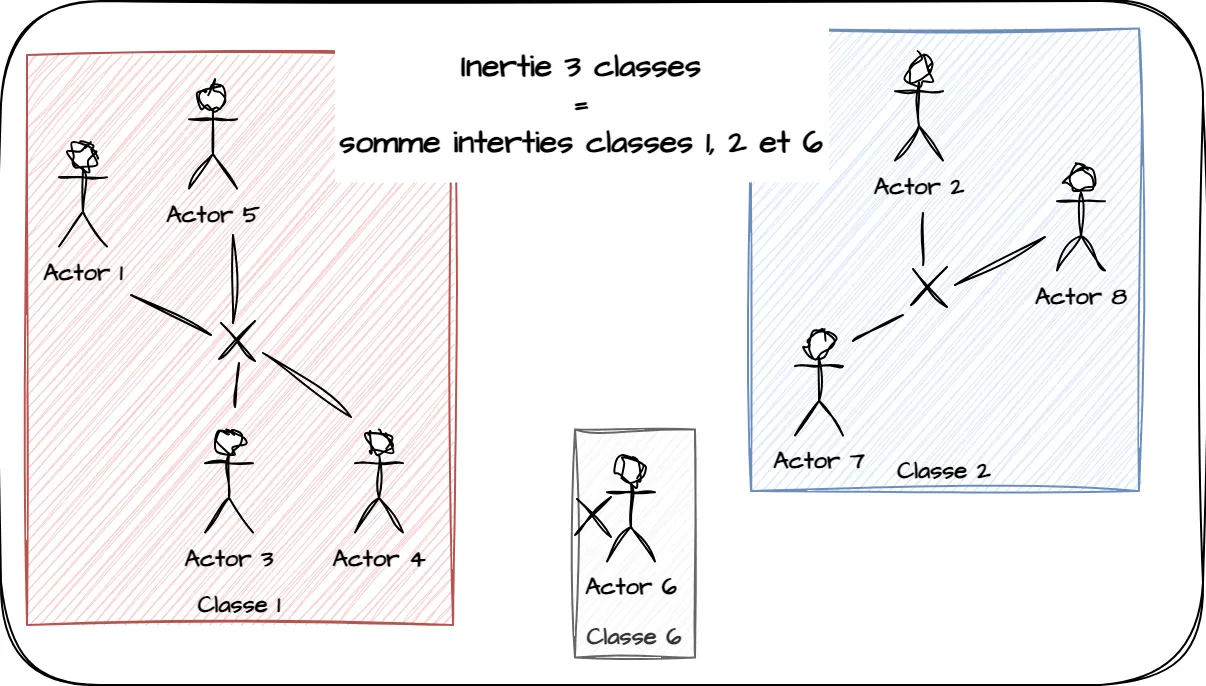 Inertie 3 classes
=
somme interties classes 1, 2 et 6
Actor 5
Actor 1
Actor 3
Actor 4
Classe 1
Actor 6
Classe 6
Actor 2
Actor 8
Actor 7
Classe 2